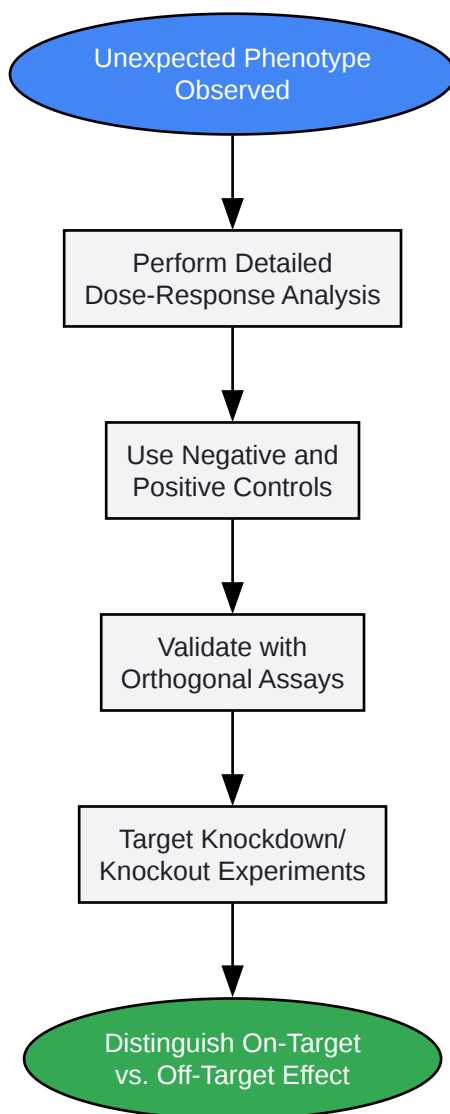 Unexpected Phenotype
Observed
Perform Detailed
Dose-Response Analysis
Use Negative and
Positive Controls
Validate with
Orthogonal Assays
Target Knockdown/
Knockout Experiments
Distinguish On-Target
vs. Off-Target Effect